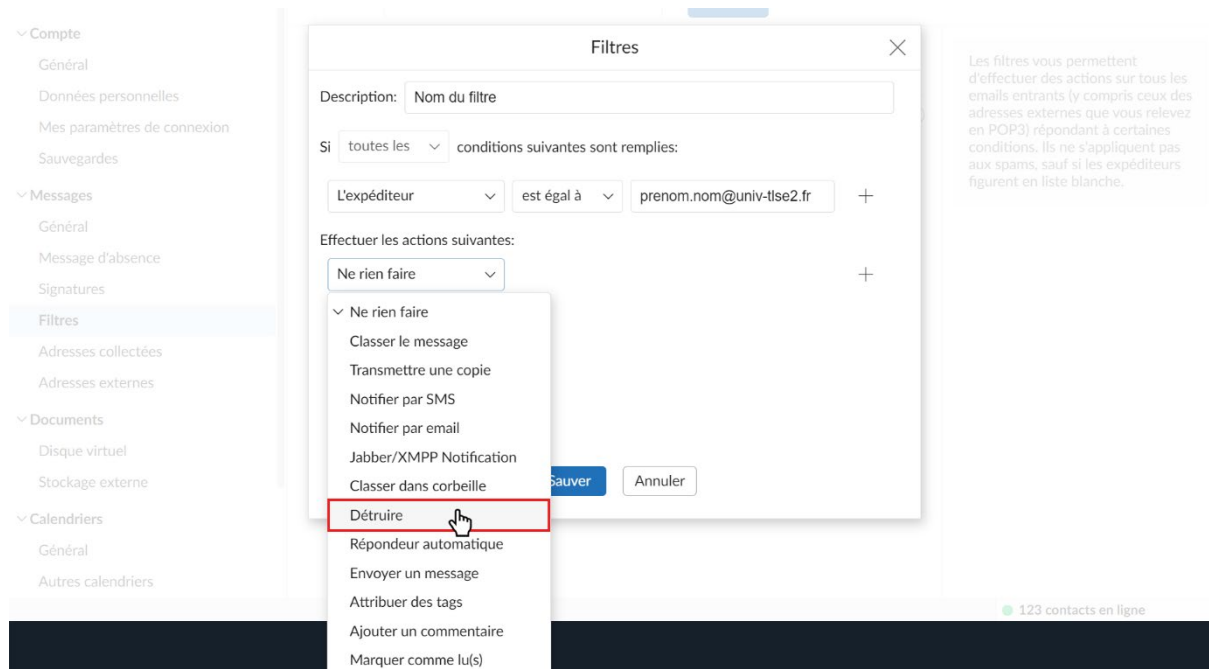 Compte
Général
Données personnelles
Mes paramètres de connexion
Sauvegardes
Messages
Général
Message d'absence
Signatures
Filtres
Adresses collectées
Adresses externes
Documents
Disque virtuel
Stockage externe
Calendriers
Général
Autres calendriers
Filtres
Description: Nom du filtre
Si toutes les conditions suivantes sont remplies:
L'expéditeur est égal à prenom.nom@univ-tlse2.fr
Effectuer les actions suivantes:
Ne rien faire
Ne rien faire
Classer le message
Transmettre une copie
Notifier par SMS
Notifier par email
Jabber/XMPP Notification
Classer dans corbeille
Détruire
Répondeur automatique
Envoyer un message
Attribuer des tags
Ajouter un commentaire
Marquer comme lu(s)
Sauver Annuler
Les filtres vous permettent
d'effectuer des actions sur tous les
emails entrants (y compris ceux des
adresses externes que vous relevez
en POP3) répondant à certaines
conditions. Ils ne s'appliquent pas
aux spams, sauf si les expéditeurs
figurent en liste blanche.
123 contacts en ligne